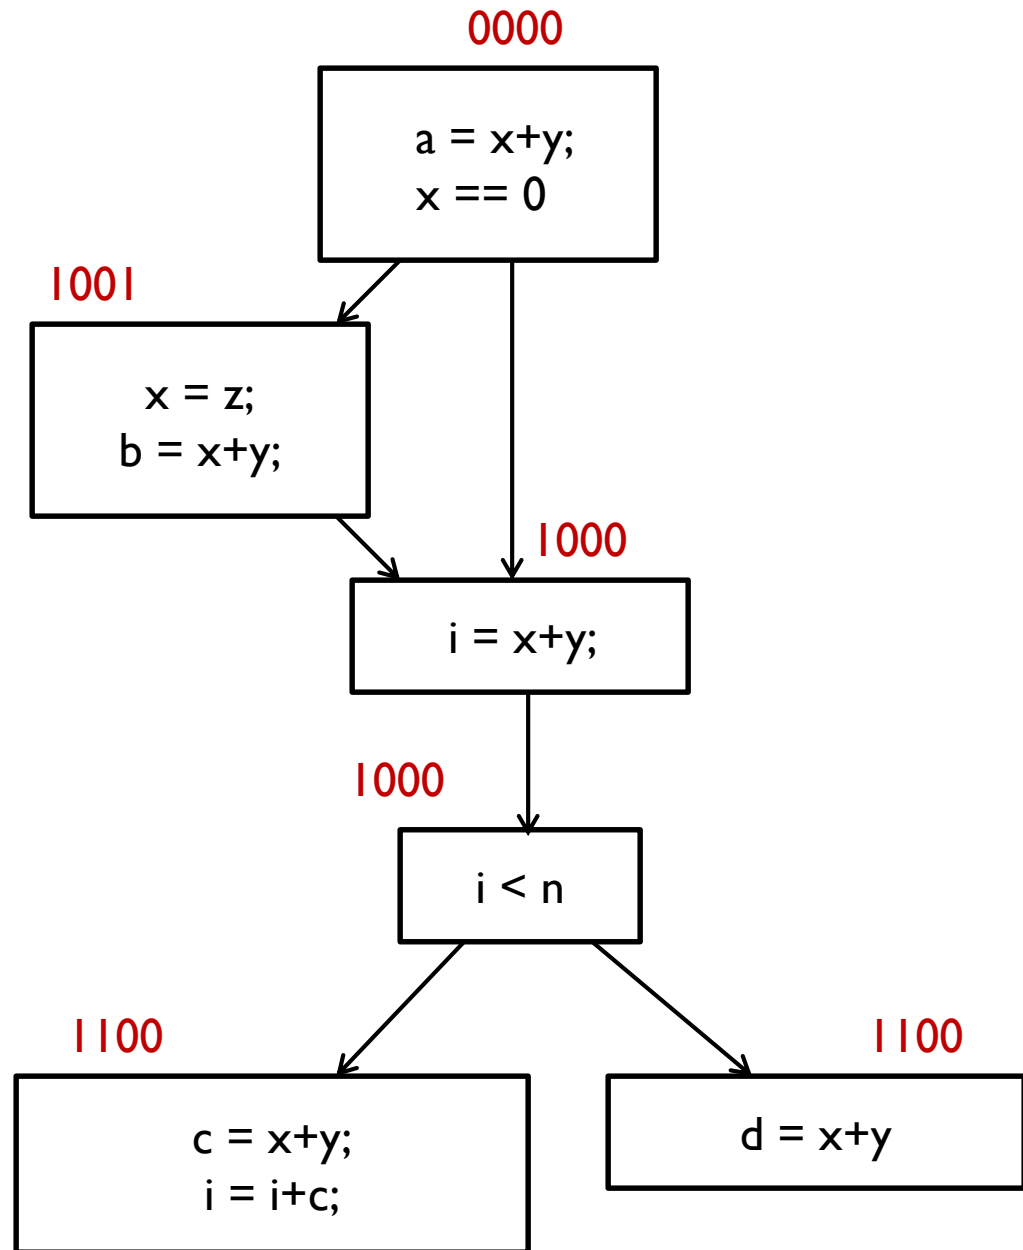 0000
a = x+y;
x == 0
1001
x = z;
b = x+y;
1000
i = x+y;
1000
i < n
1100
c = x+y;
i = i+c;
1100
d = x+y